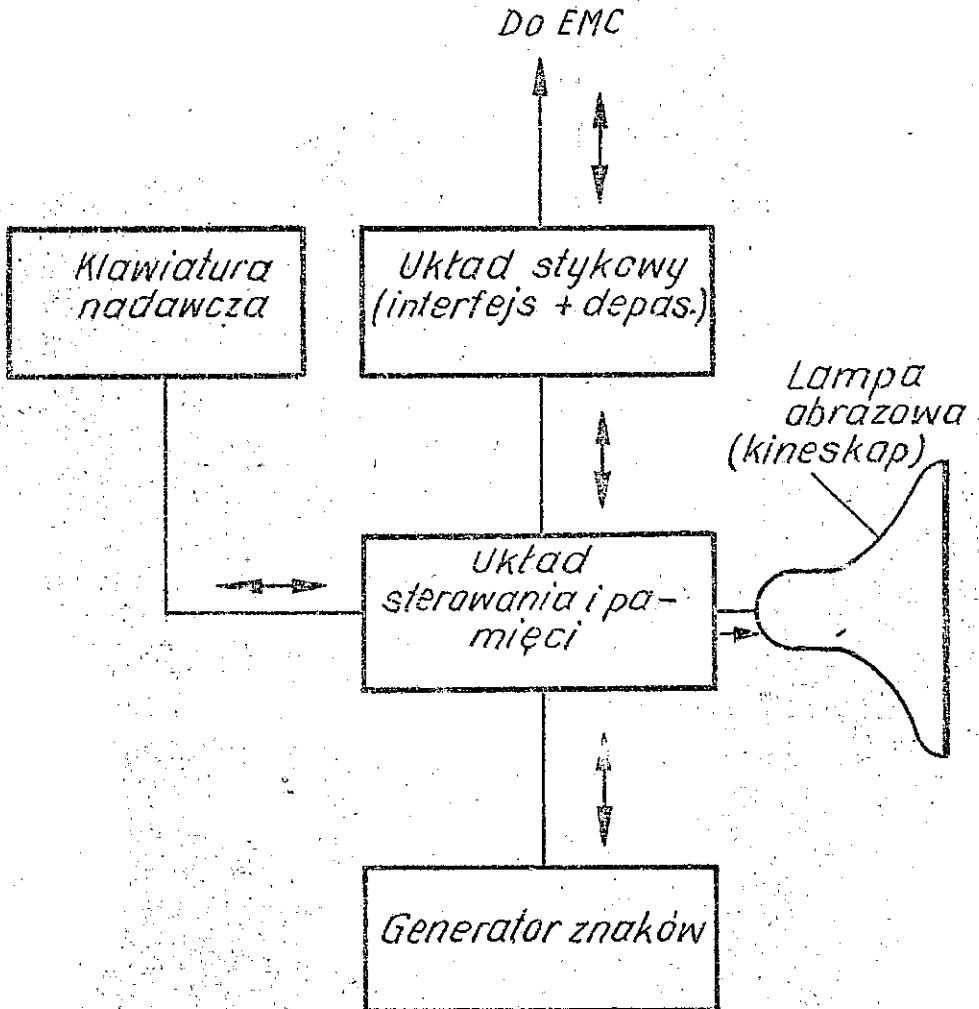 Do EMC
Klawiatura
nadawcza
Układ stykowy
(interfejs + depas.)
Lampa
obrazowa
(kineskop)
Układ
sterowania i pa-
mięci
Generator znaków